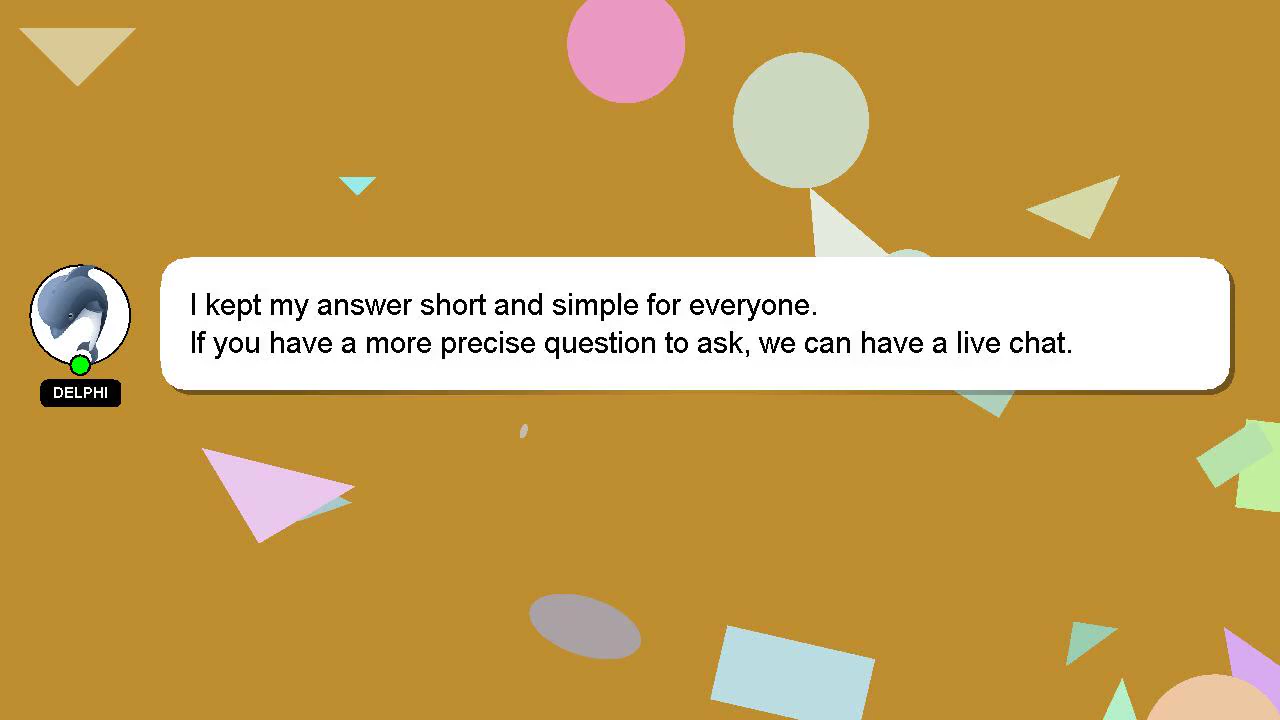 I kept my answer short and simple for everyone.
If you have a more precise question to ask, we can have a live chat.
DELPHI